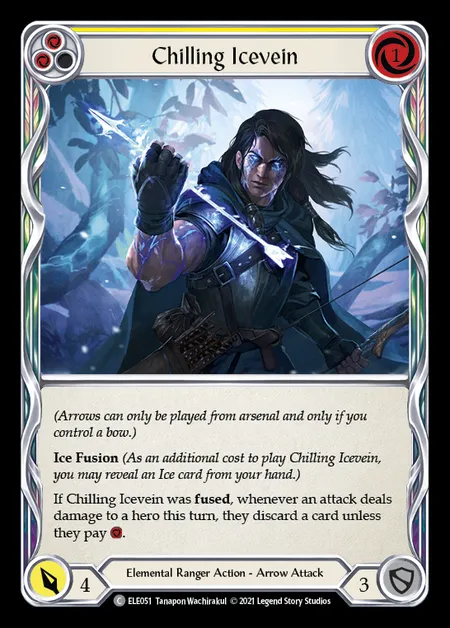 Chilling Icevein
1
(Arrows can only be played from arsenal and only if you
control a bow.)
Ice Fusion (As an additional cost to play Chilling Icevein,
you may reveal an Ice card from your hand.)
If Chilling Icevein was fused, whenever an attack deals
damage to a hero this turn, they discard a card unless
they pay .
4
Elemental Ranger Action - Arrow Attack
3
C ELE051 Tanapon Wachirakul © 2021 Legend Story Studios